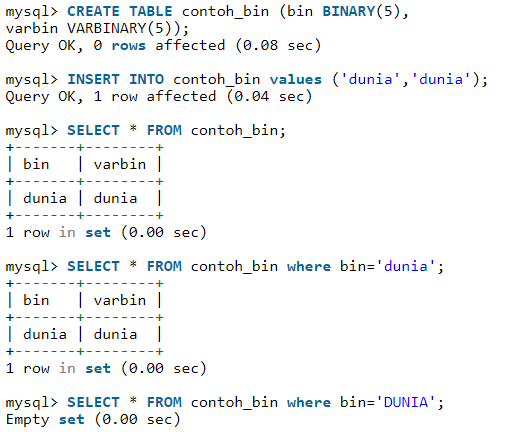 mysql> CREATE TABLE contoh_bin (bin BINARY(5),
varbin VARBINARY(5));
Query OK, 0 rows affected (0.08 sec)
mysql> INSERT INTO contoh_bin values ('dunia','dunia');
Query OK, 1 row affected (0.04 sec)
mysql> SELECT * FROM contoh_bin;
+-------+--------+
| bin   | varbin |
+-------+--------+
| dunia | dunia  |
+-------+--------+
1 row in set (0.00 sec)
mysql> SELECT * FROM contoh_bin where bin='dunia';
+-------+--------+
| bin   | varbin |
+-------+--------+
| dunia | dunia  |
+-------+--------+
1 row in set (0.00 sec)
mysql> SELECT * FROM contoh_bin where bin='DUNIA';
Empty set (0.00 sec)